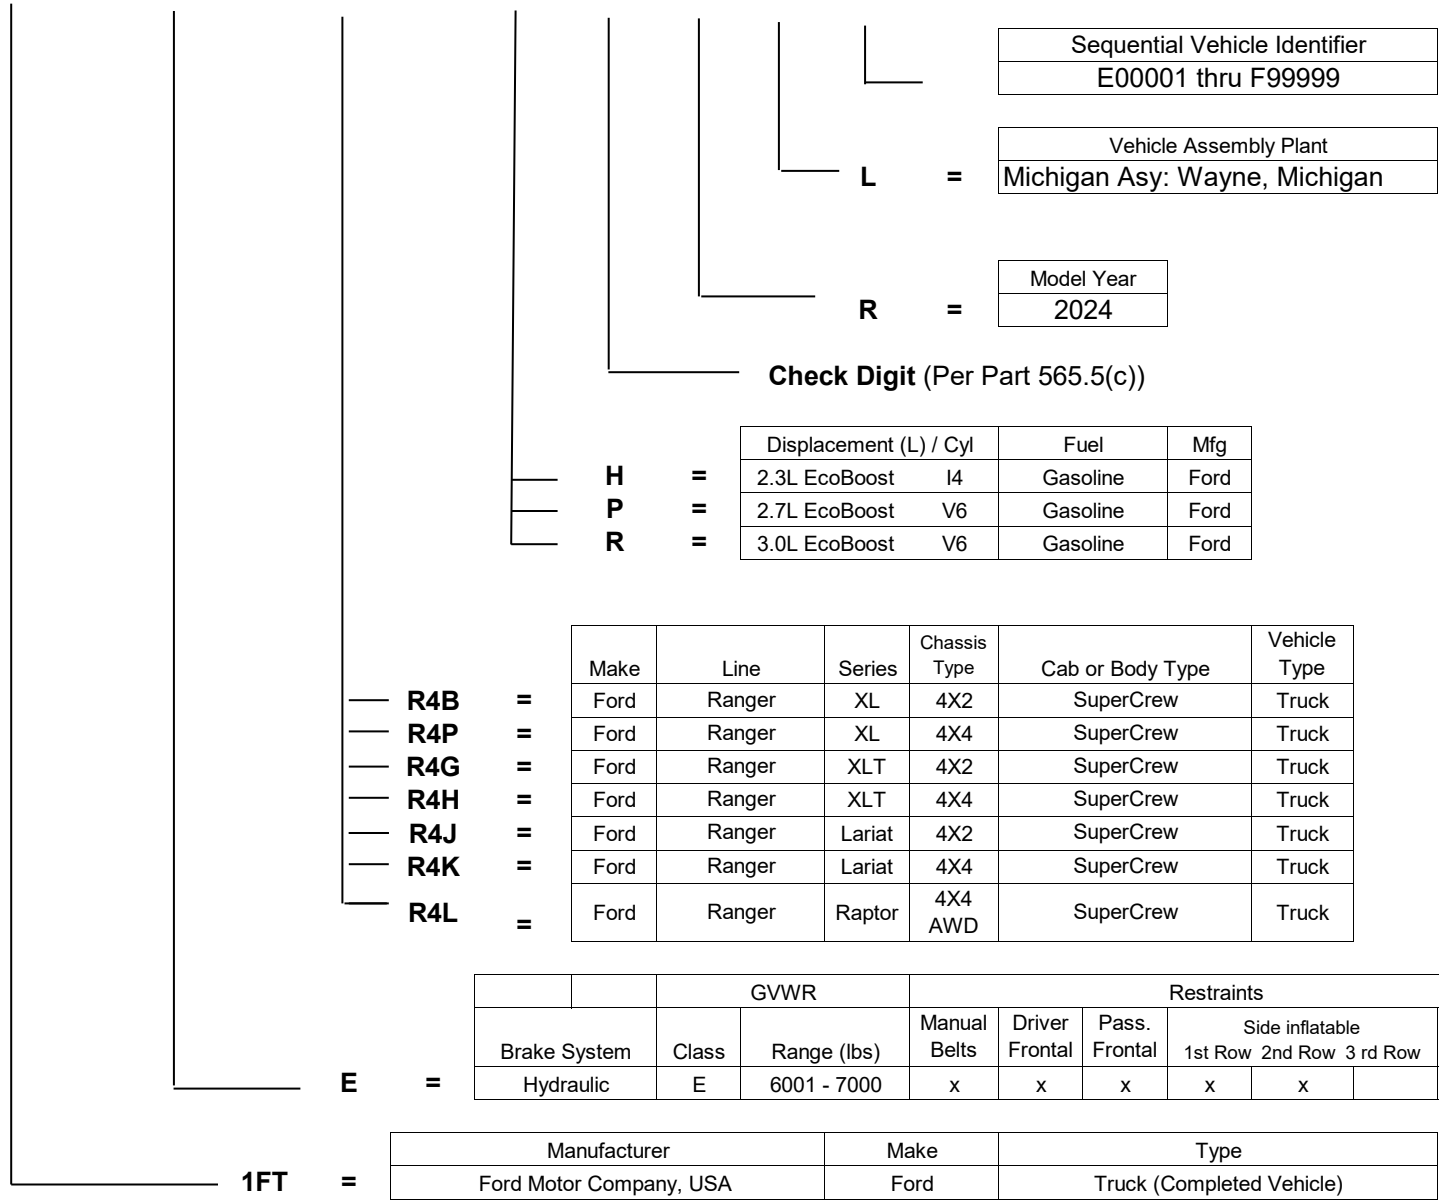 Sequential Vehicle Identifier
E00001 thru F99999
Vehicle Assembly Plant
L = Michigan Asy: Wayne, Michigan
Model Year
R = 2024
Check Digit (Per Part 565.5(c))
Displacement (L) / Cyl Fuel Mfg
H = 2.3L EcoBoost I4 Gasoline Ford
P = 2.7L EcoBoost V6 Gasoline Ford
R = 3.0L EcoBoost V6 Gasoline Ford
Make Line Series Chassis Type Cab or Body Type Vehicle Type
R4B = Ford Ranger XL 4X2 SuperCrew Truck
R4P = Ford Ranger XL 4X4 SuperCrew Truck
R4G = Ford Ranger XLT 4X2 SuperCrew Truck
R4H = Ford Ranger XLT 4X4 SuperCrew Truck
R4J = Ford Ranger Lariat 4X2 SuperCrew Truck
R4K = Ford Ranger Lariat 4X4 SuperCrew Truck
R4L = Ford Ranger Raptor 4X4 AWD SuperCrew Truck
GVWR Restraints
Brake System Class Range (lbs) Manual Belts Driver Frontal Pass. Frontal Side inflatable 1st Row 2nd Row 3 rd Row
E = Hydraulic E 6001 - 7000 x x x x x
Manufacturer Make Type
1FT = Ford Motor Company, USA Ford Truck (Completed Vehicle)